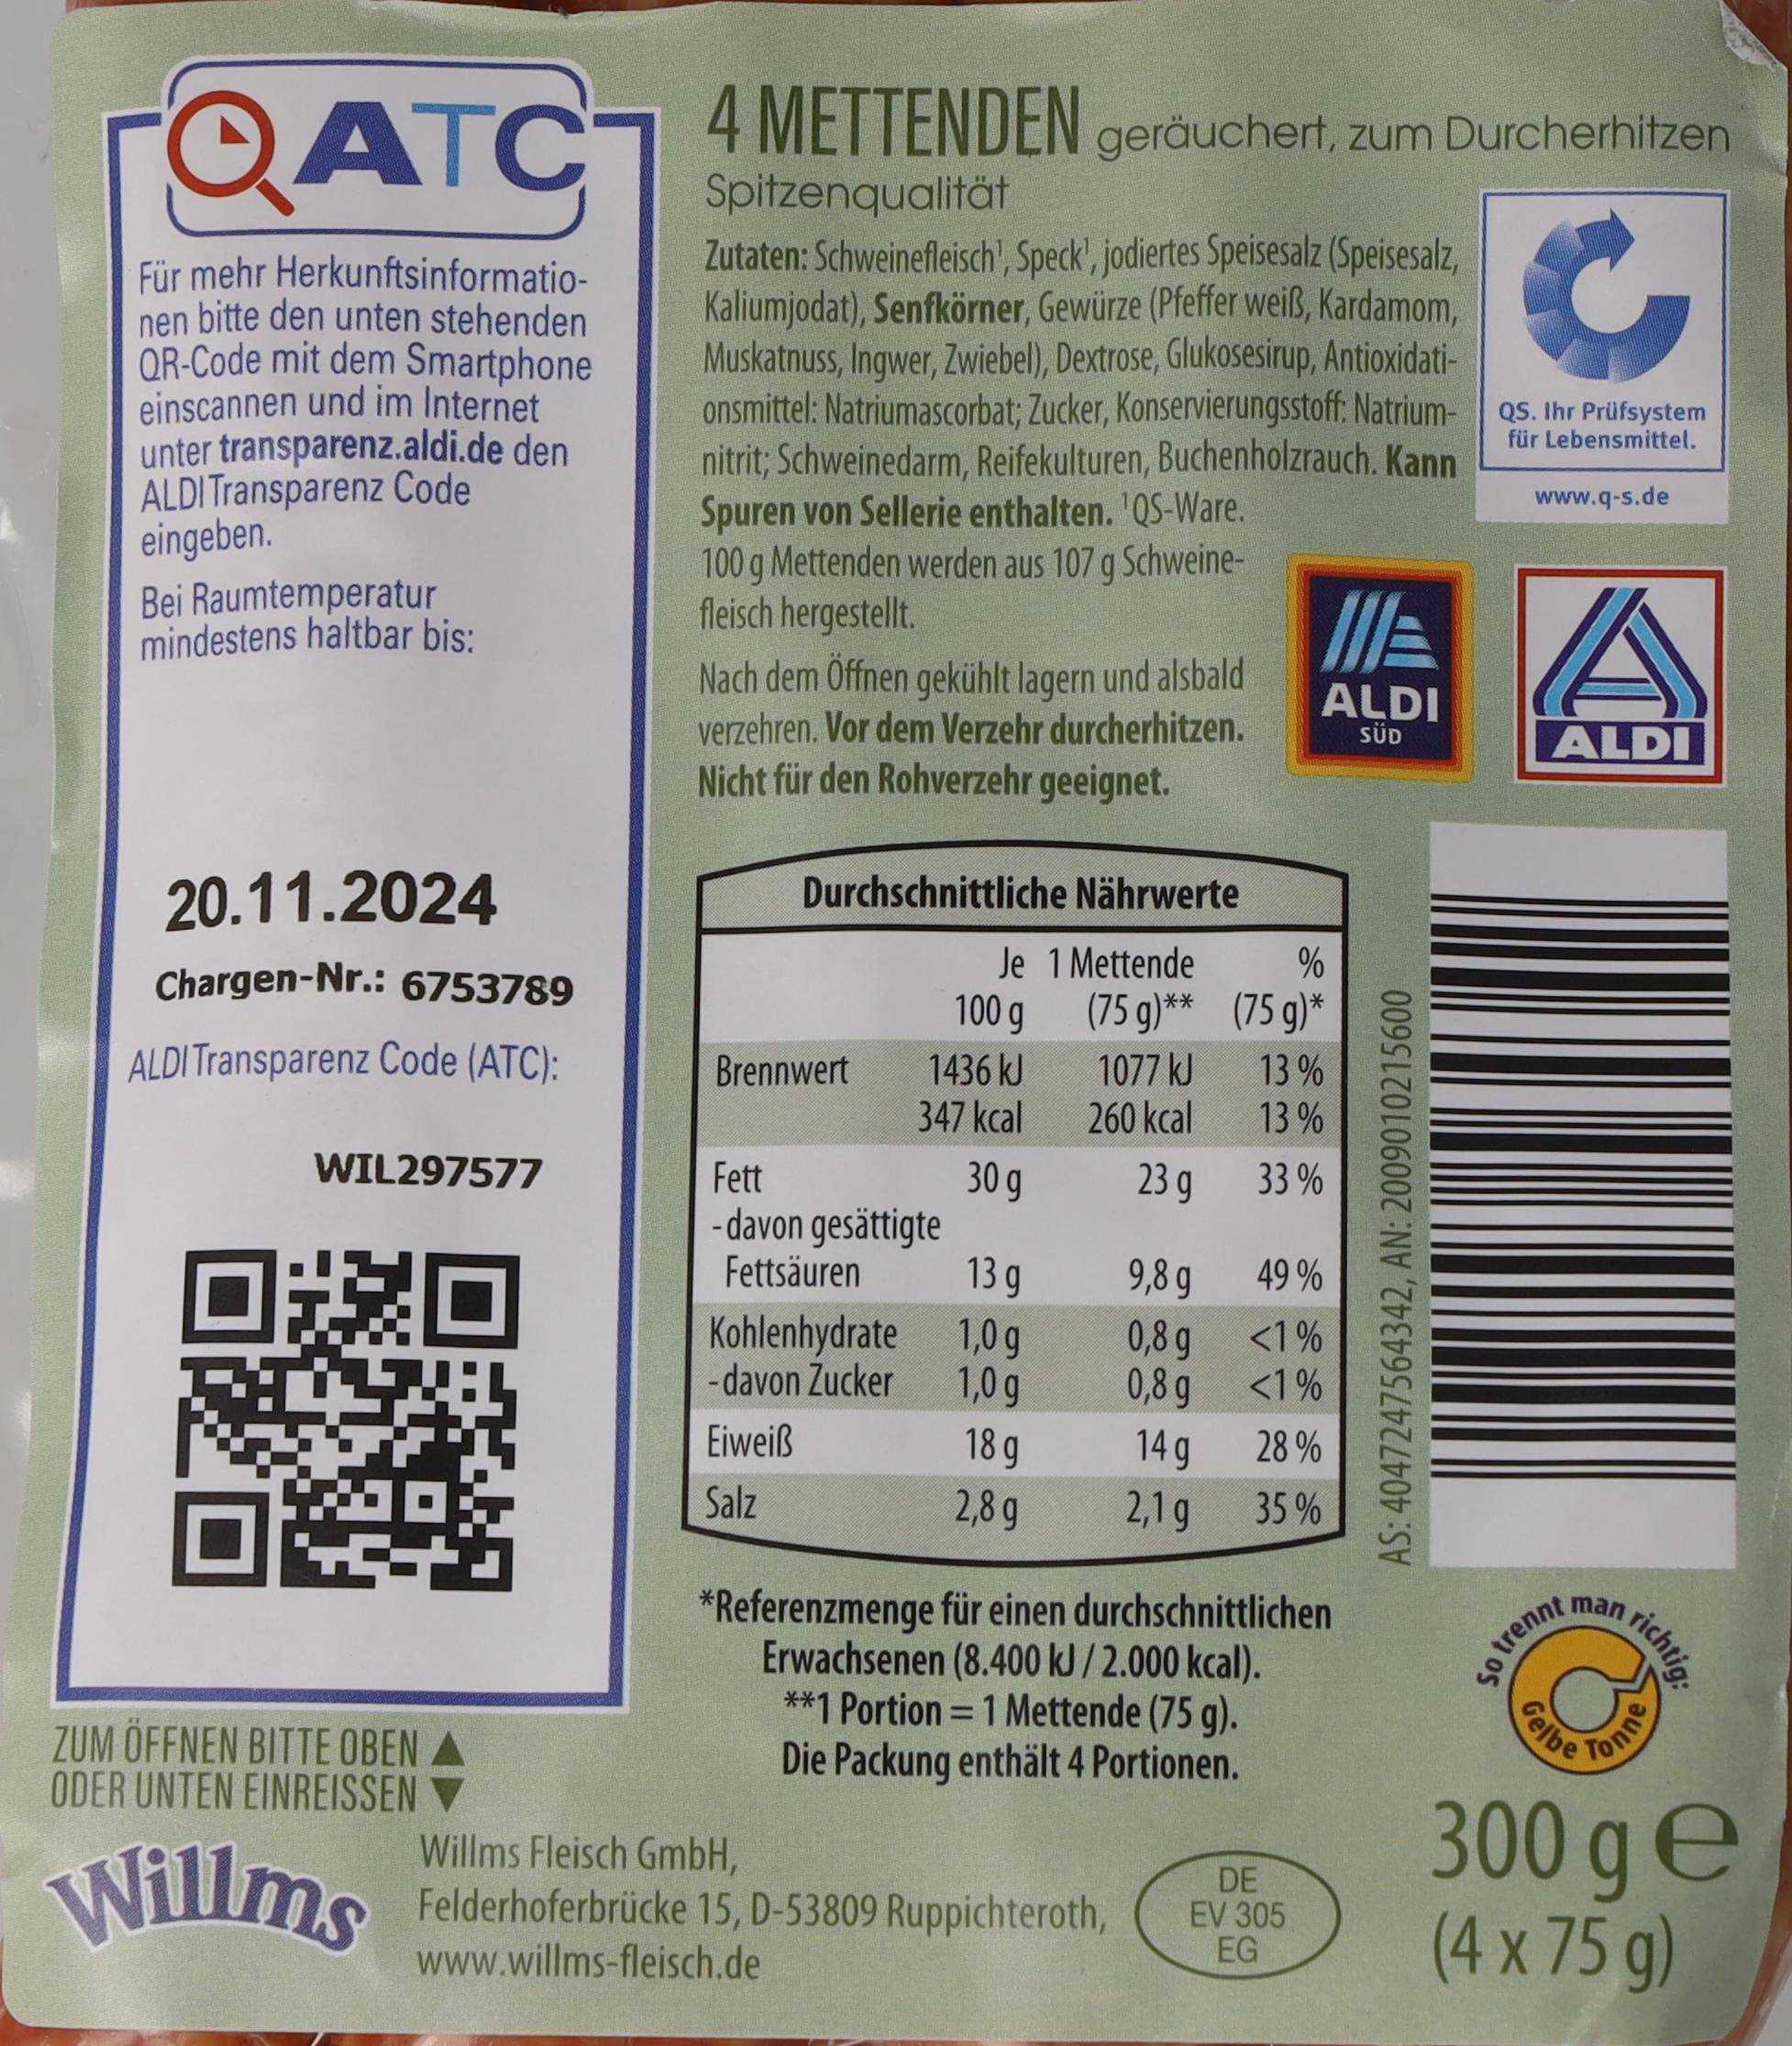 QATC
Für mehr Herkunftsinformatio-
nen bitte den unten stehenden
QR-Code mit dem Smartphone
einscannen und im Internet
unter transparenz.aldi.de den
ALDI Transparenz Code
eingeben.
Bei Raumtemperatur
mindestens haltbar bis:
20.11.2024
Chargen-Nr.: 6753789
ALDI Transparenz Code (ATC):
WIL297577
ZUM ÖFFNEN BITTE OBEN ▲
ODER UNTEN EINREISSEN ▼
4 METTENDEN geräuchert, zum Durcherhitzen
Spitzenqualität
Zutaten: Schweinefleisch¹, Speck¹, jodiertes Speisesalz (Speisesalz,
Kaliumjodat), Senfkörner, Gewürze (Pfeffer weiß, Kardamom,
Muskatnuss, Ingwer, Zwiebel), Dextrose, Glukosesirup, Antioxidati-
onsmittel: Natriumascorbat; Zucker, Konservierungsstoff: Natrium-
nitrit; Schweinedarm, Reifekulturen, Buchenholzrauch. Kann
Spuren von Sellerie enthalten. ¹QS-Ware.
100 g Mettenden werden aus 107 g Schweine-
fleisch hergestellt.
Nach dem Öffnen gekühlt lagern und alsbald
verzehren. Vor dem Verzehr durcherhitzen.
Nicht für den Rohverzehr geeignet.
QS. Ihr Prüfsystem
für Lebensmittel.
www.q-s.de
ALDI
SÜD
ALDI
Durchschnittliche Nährwerte
Je 1 Mettende %
100 g (75 g)** (75 g)*
Brennwert 1436 kJ 1077 kJ 13 %
347 kcal 260 kcal 13 %
Fett 30 g 23 g 33 %
- davon gesättigte
Fettsäuren 13 g 9,8 g 49 %
Kohlenhydrate 1,0 g 0,8 g <1 %
- davon Zucker 1,0 g 0,8 g <1 %
Eiweiß 18 g 14 g 28 %
Salz 2,8 g 2,1 g 35 %
*Referenzmenge für einen durchschnittlichen
Erwachsenen (8.400 kJ / 2.000 kcal).
**1 Portion = 1 Mettende (75 g).
Die Packung enthält 4 Portionen.
AS: 4047247564342, AN: 2009010215600
So trennt man richtig:
Gelbe Tonne
Willms
Willms Fleisch GmbH,
Felderhoferbrücke 15, D-53809 Ruppichteroth,
www.willms-fleisch.de
DE
EV 305
EG
300 g e
(4 x 75 g)